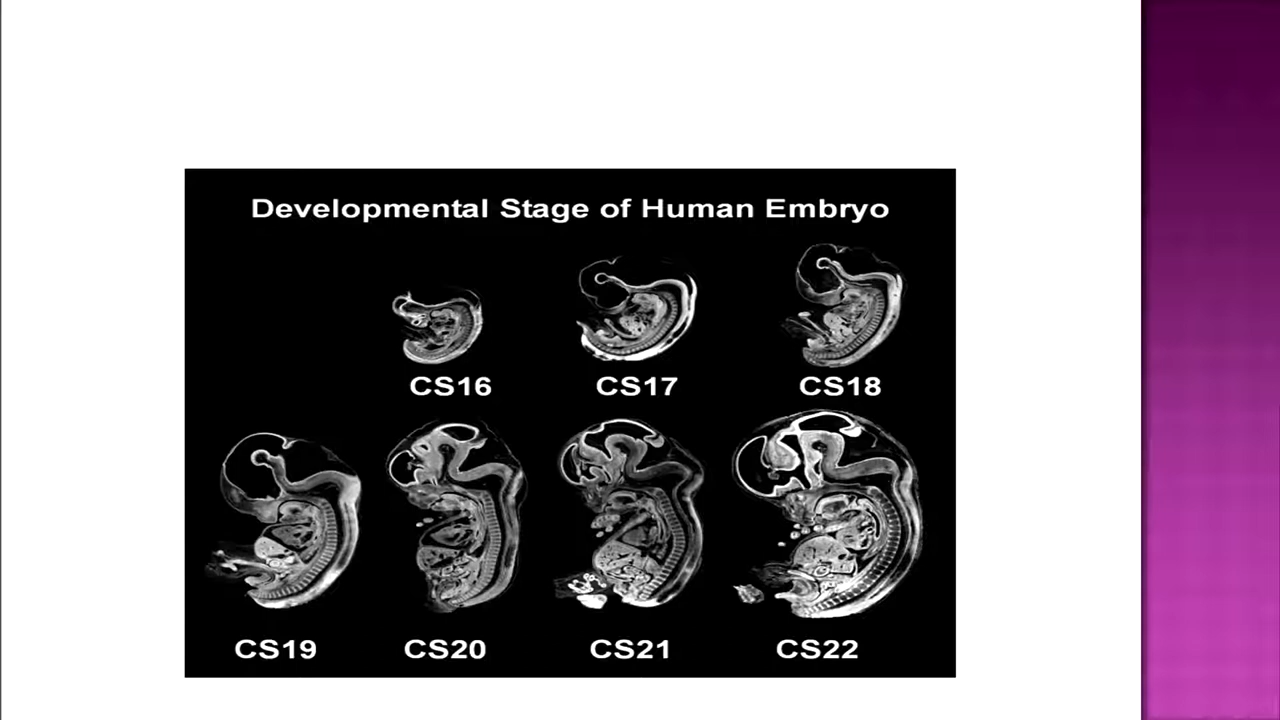 Developmental Stage of Human Embryo
CS16 CS17 CS18
CS19 CS20 CS21 CS22